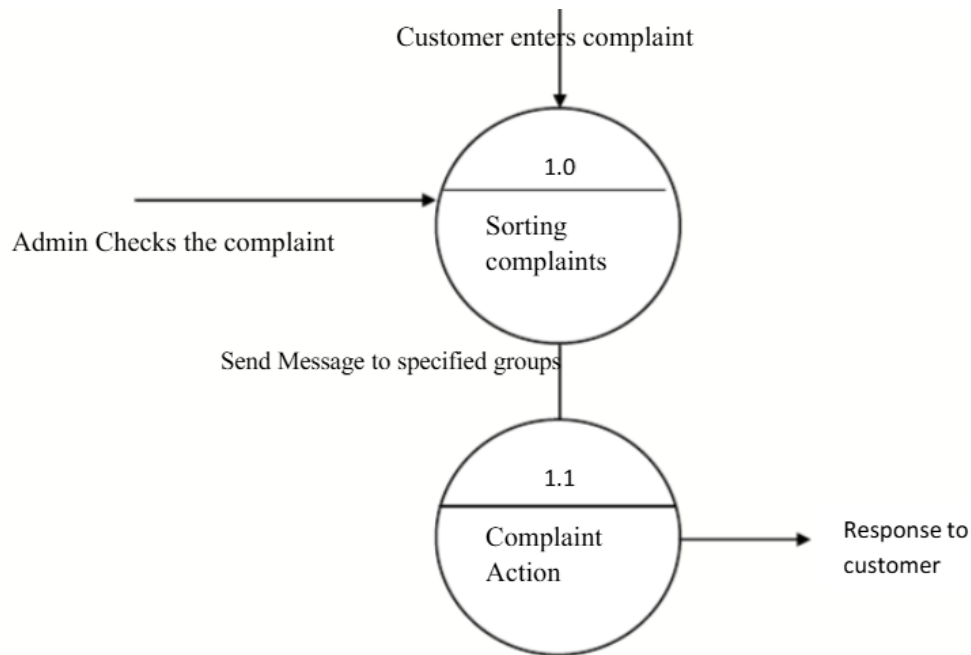 Customer enters complaint
1.0
Sorting
complaints
Admin Checks the complaint
Send Message to specified groups
1.1
Complaint
Action
Response to
customer